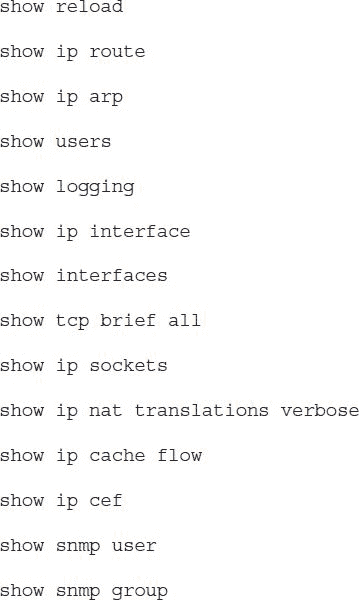 show reload
show ip route
show ip arp
show users
show logging
show ip interface
show interfaces
show tcp brief all
show ip sockets
show ip nat translations verbose
show ip cache flow
show ip cef
show snmp user
show snmp group